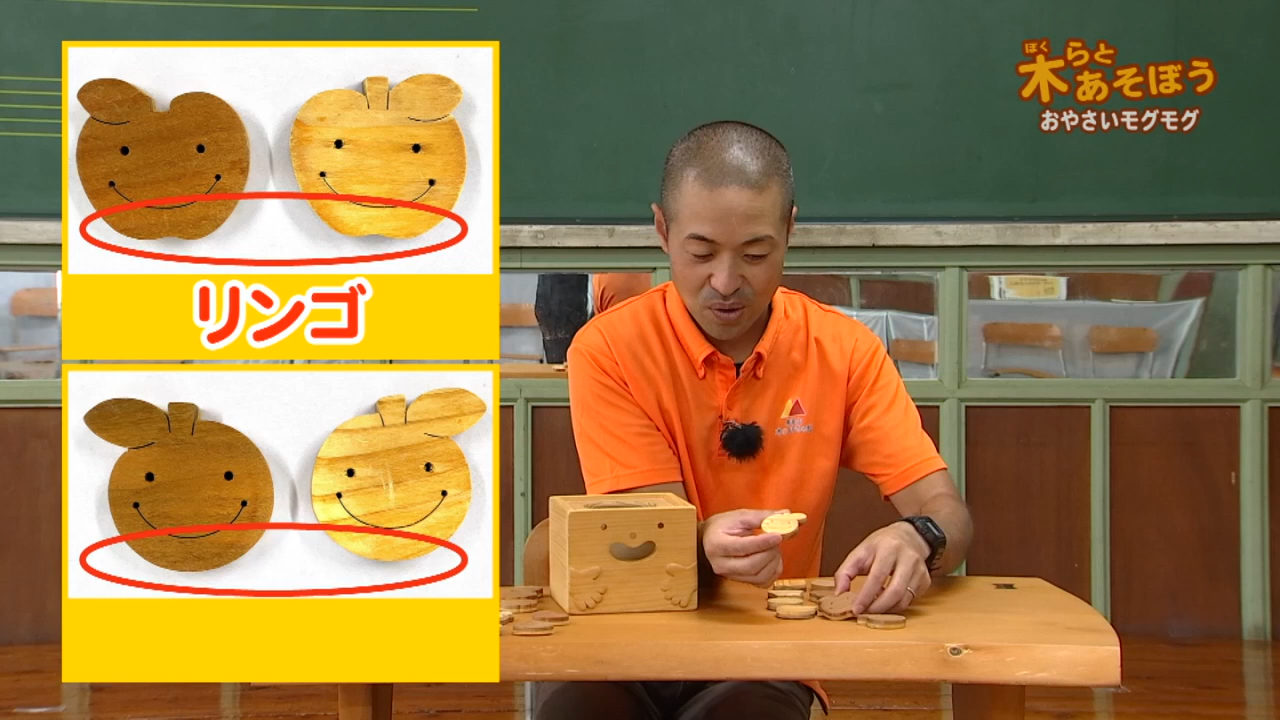 ぼく
木らと
あそぼう
おやさいモグモグ
リンゴ